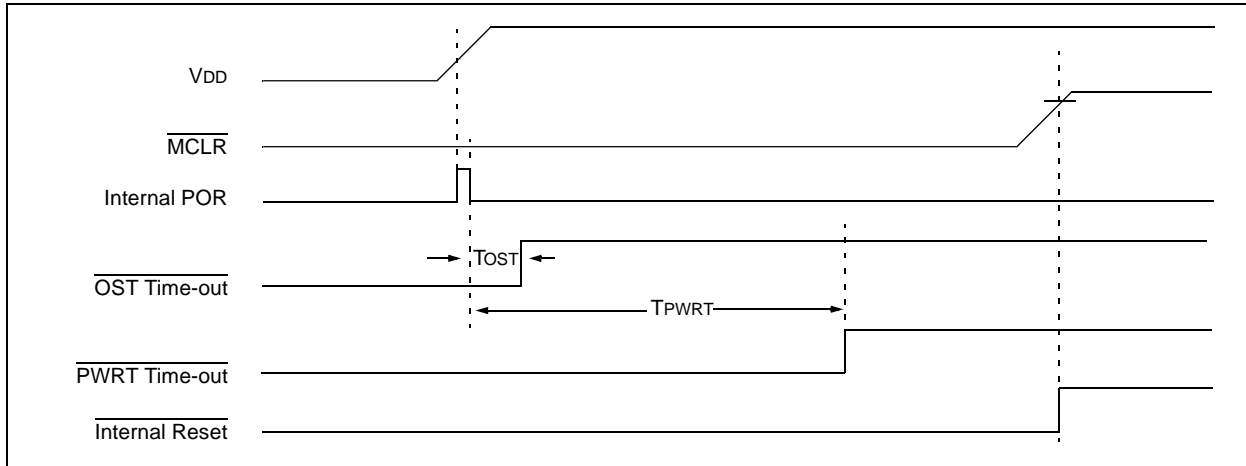 VDD
MCLR
Internal POR
TOST
OST Time-out
TPWRT
PWRT Time-out
Internal Reset